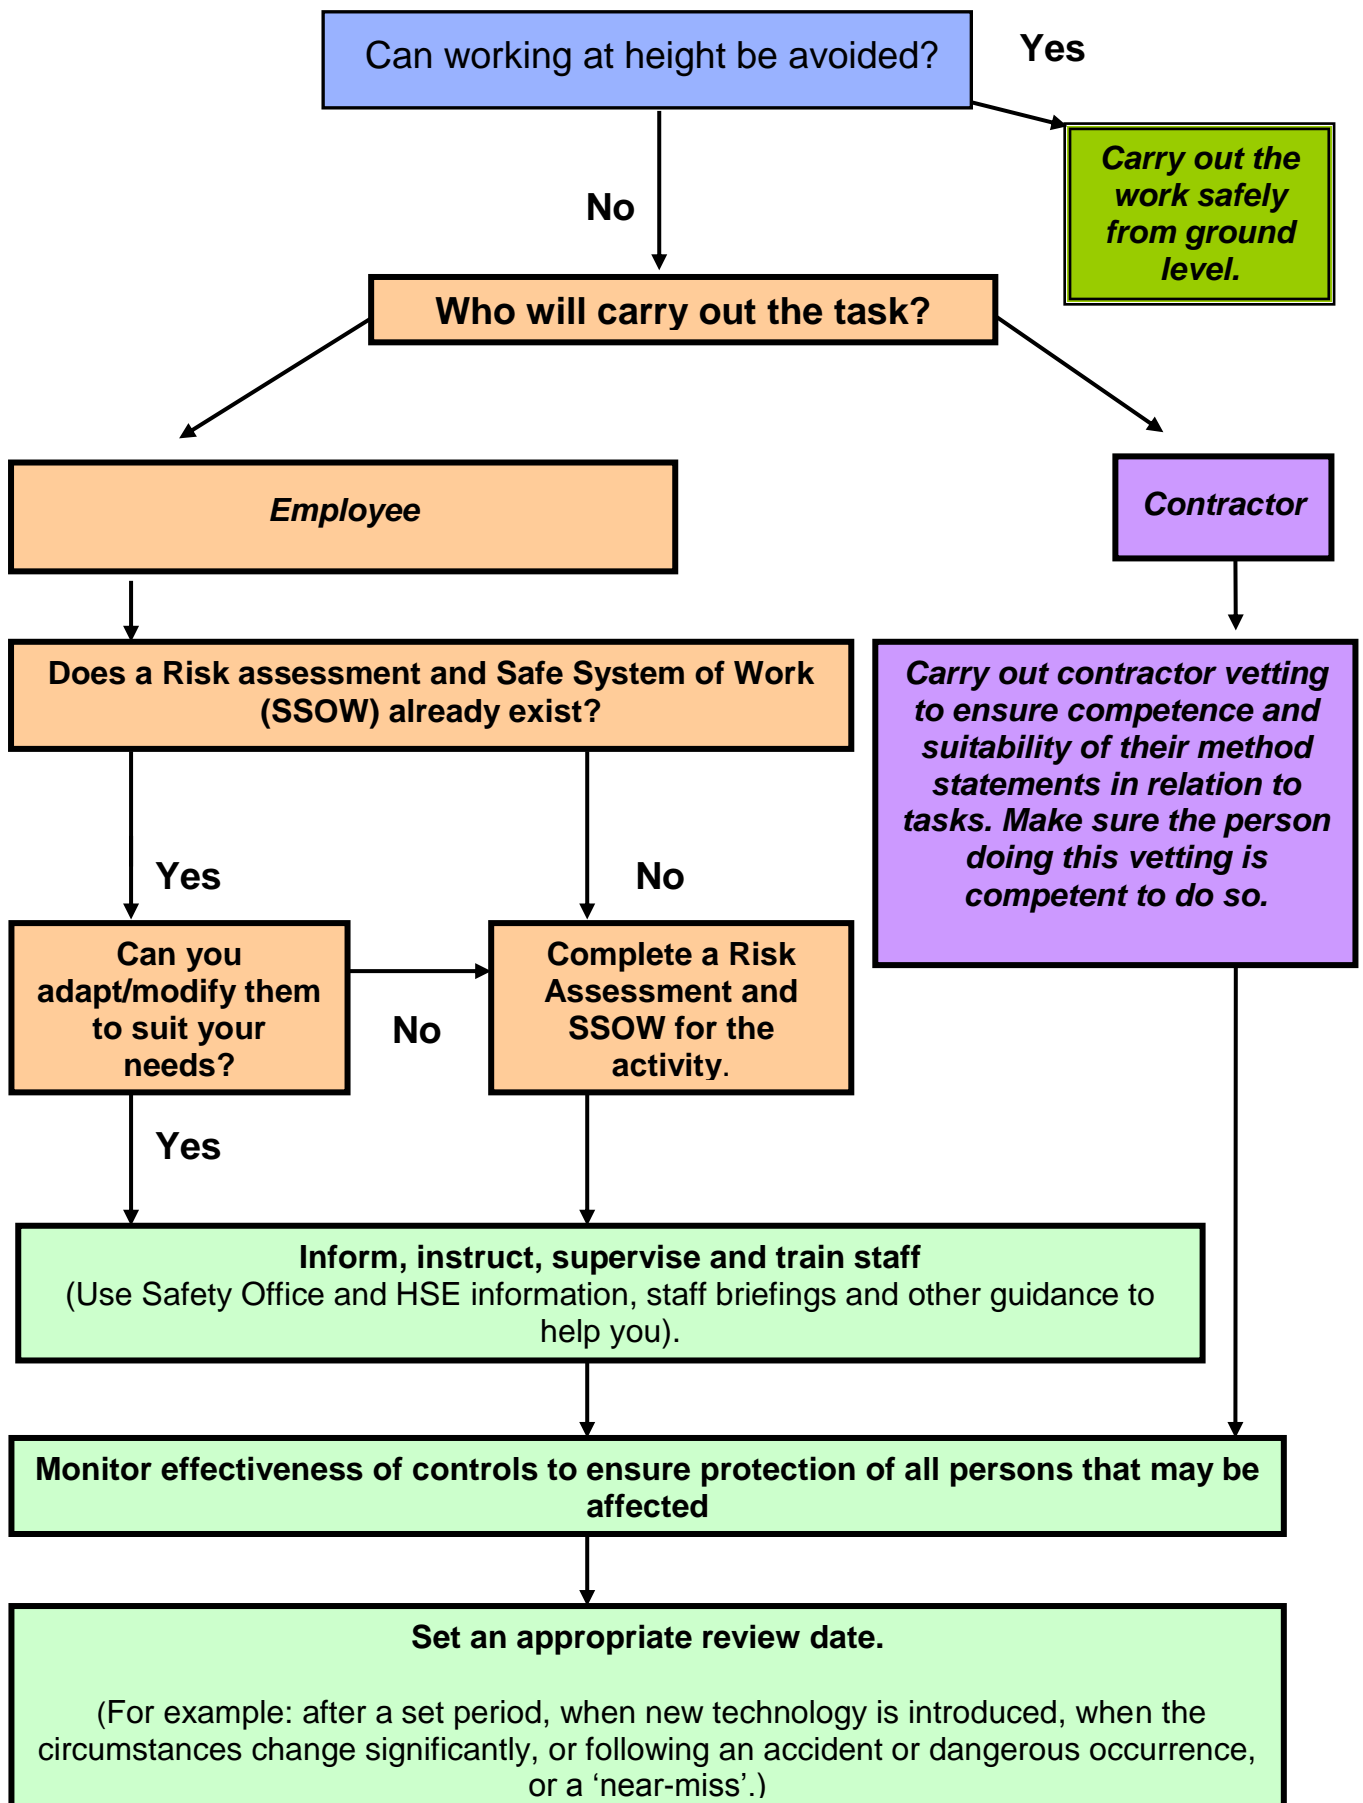 Can working at height be avoided?
Yes
Carry out the
work safely
from ground
level.
No
Who will carry out the task?
Employee
Contractor
Does a Risk assessment and Safe System of Work
(SSOW) already exist?
Carry out contractor vetting
to ensure competence and
suitability of their method
statements in relation to
tasks. Make sure the person
doing this vetting is
competent to do so.
Yes
No
Can you
adapt/modify them
to suit your
needs?
No
Complete a Risk
Assessment and
SSOW for the
activity.
Yes
Inform, instruct, supervise and train staff
(Use Safety Office and HSE information, staff briefings and other guidance to
help you).
Monitor effectiveness of controls to ensure protection of all persons that may be
affected
Set an appropriate review date.
(For example: after a set period, when new technology is introduced, when the
circumstances change significantly, or following an accident or dangerous occurrence,
or a ‘near-miss’.)